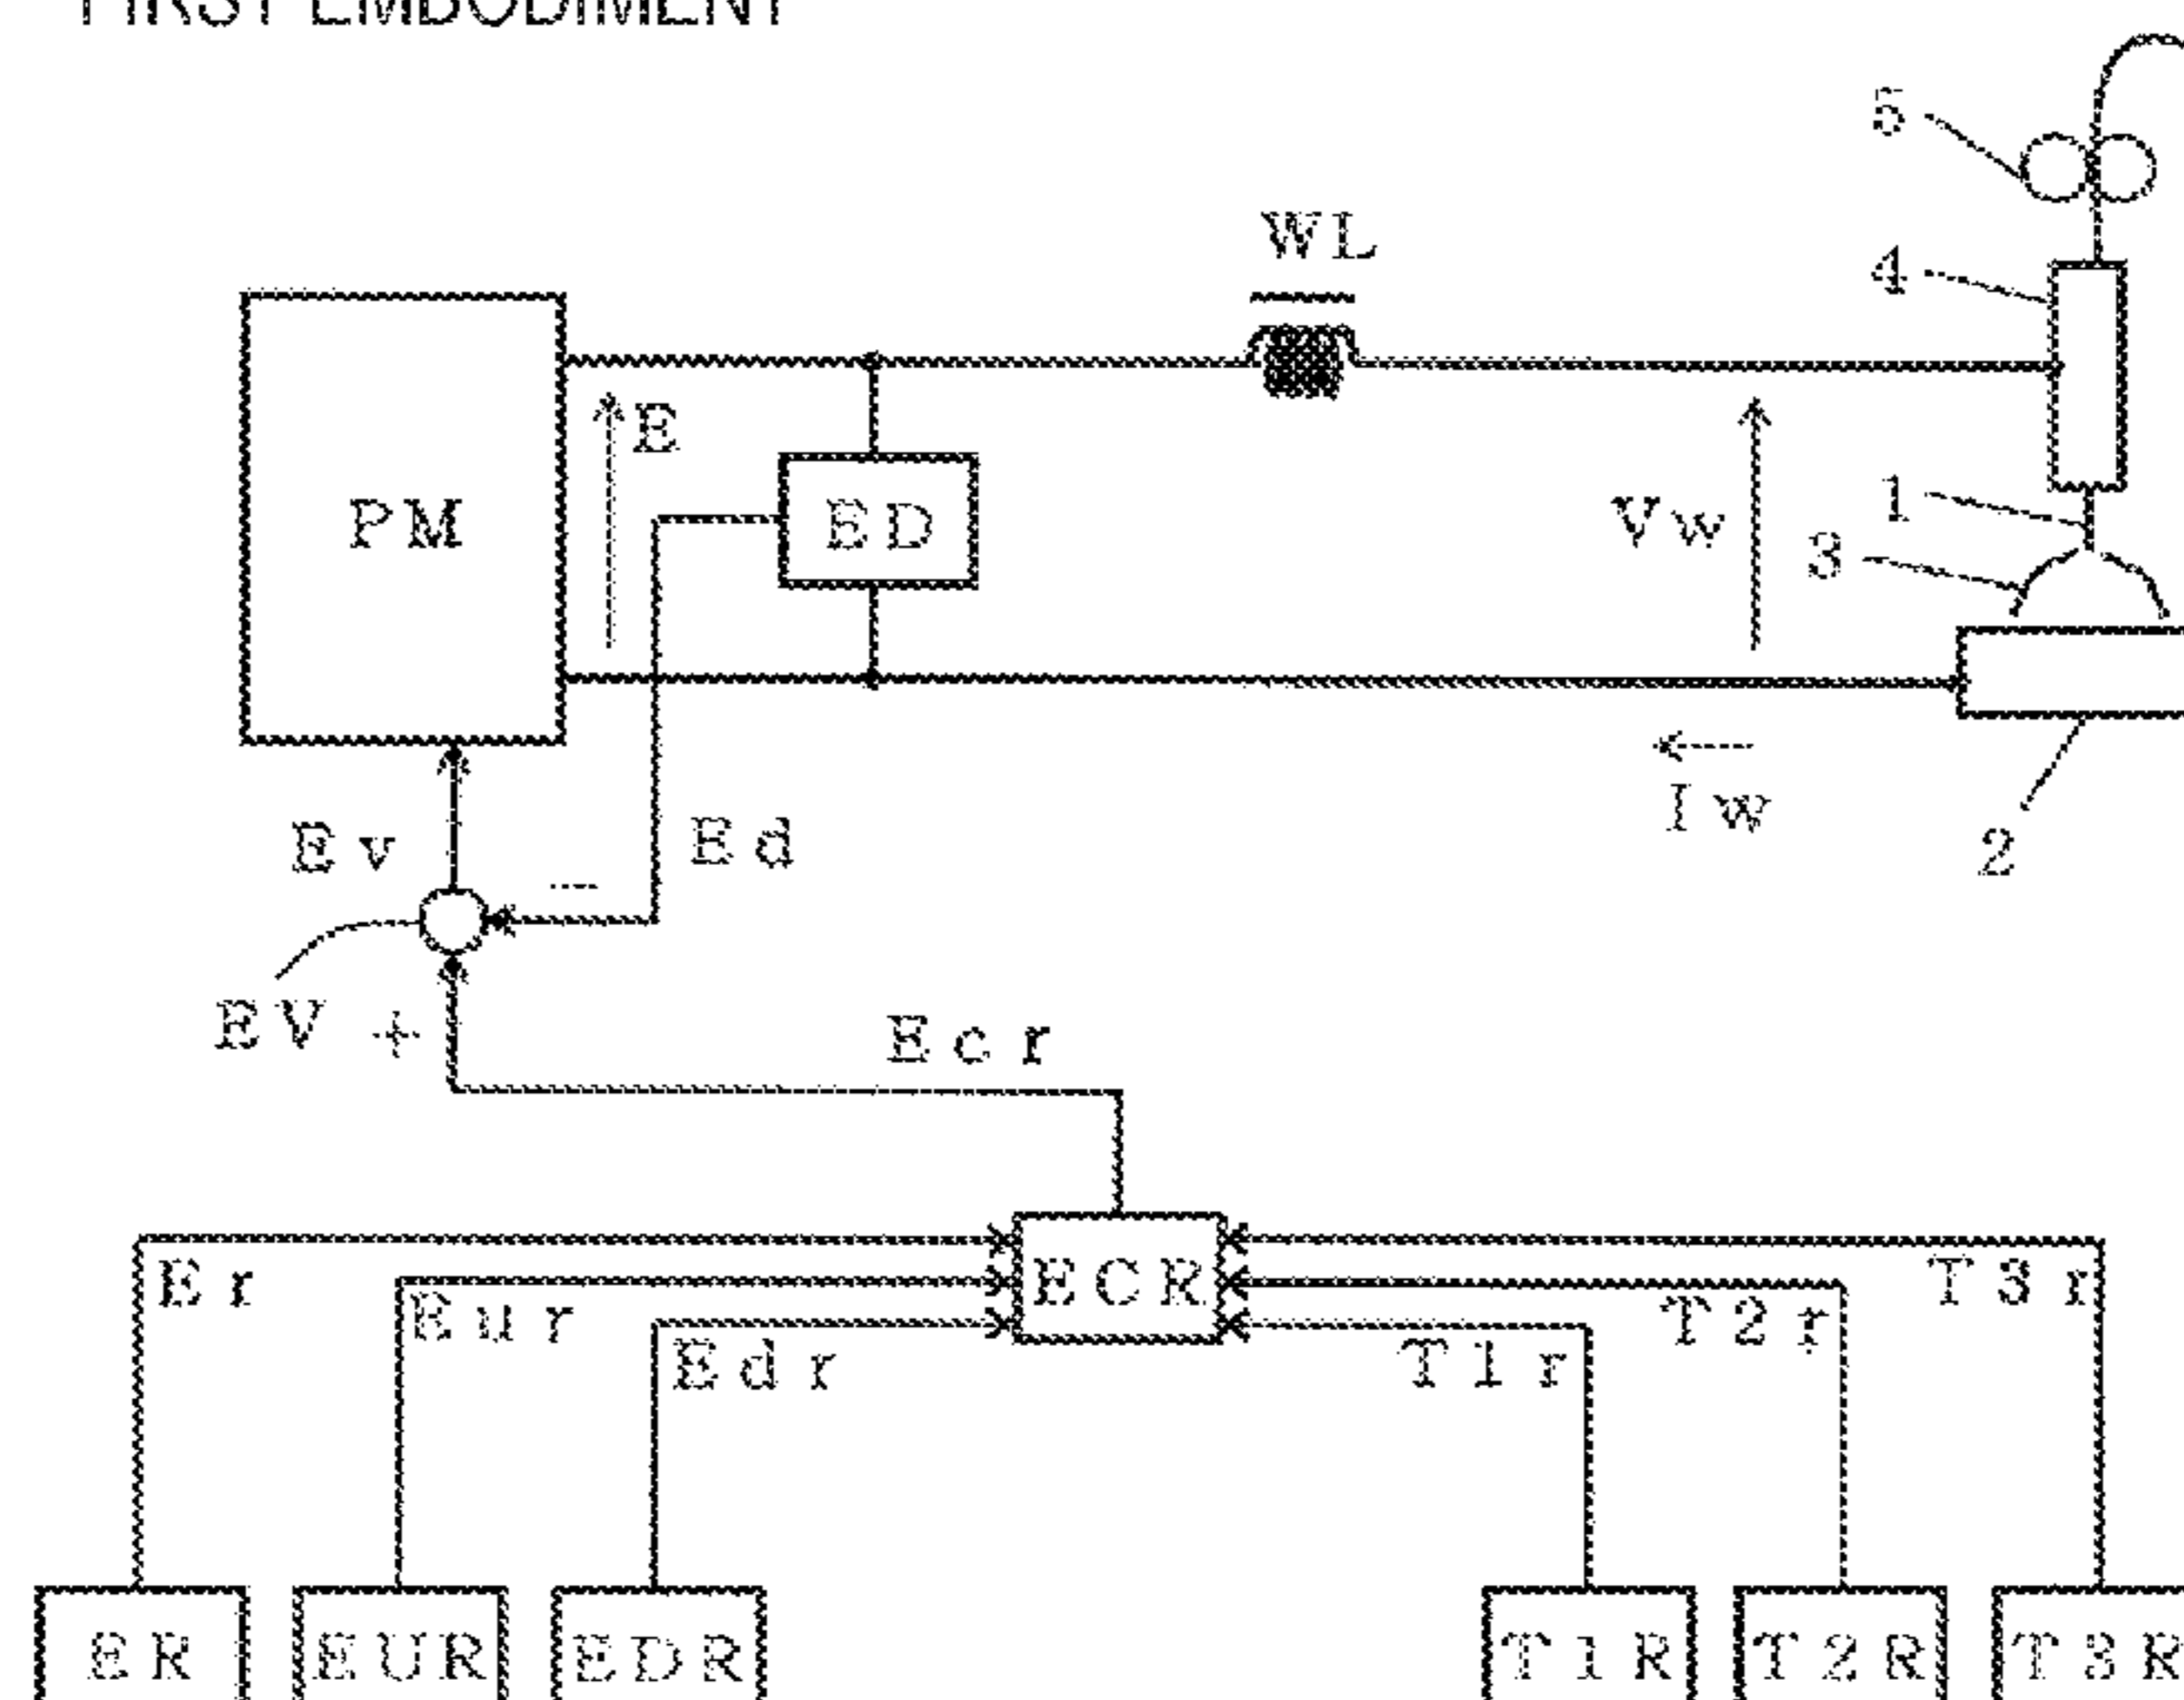 FIRST EMBODIMENT
5
WL
4
E
PM
ED
Vw
1
3
Iw
2
Ev
Ed
−
EV
+
Ecr
ECR
Er
Eur
Edr
T3r
T2r
T1r
ER
EUR
EDR
T1R
T2R
T3R